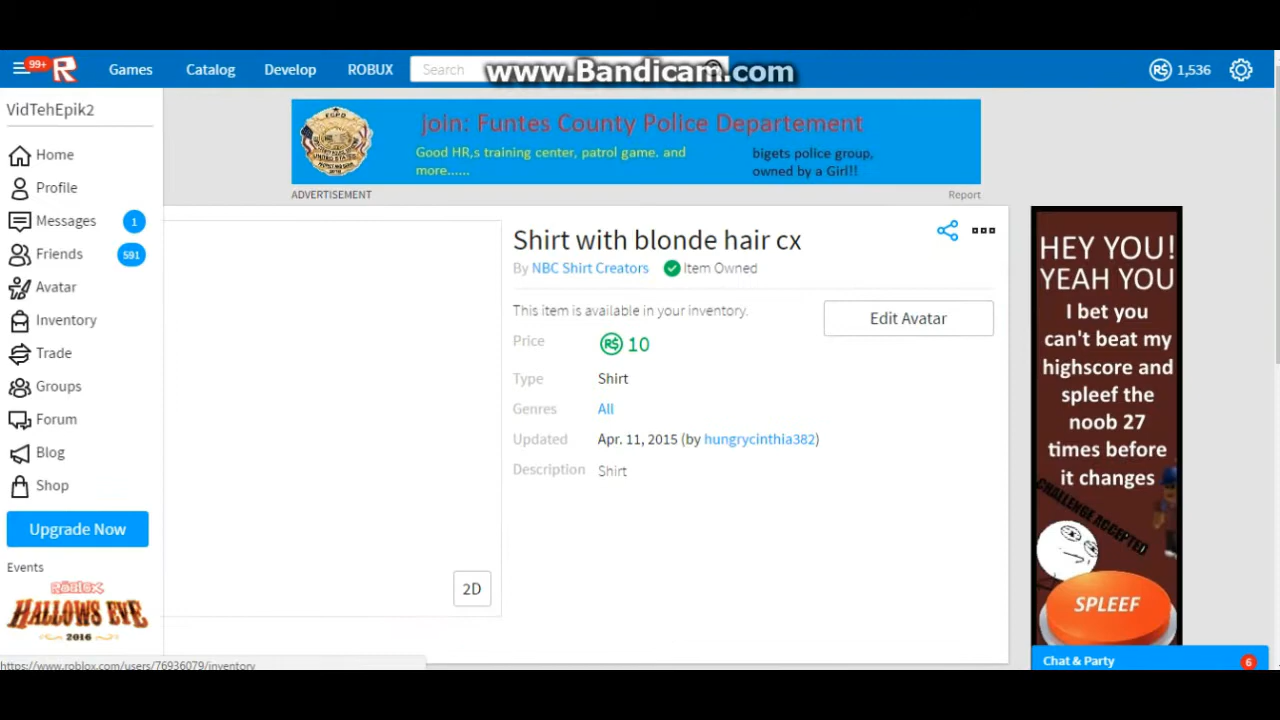 99+
Games
Catalog
Develop
ROBUX
Search
www.Bandicam.com
R$ 1,536
VidTehEpik2
Home
Profile
Messages 1
Friends 591
Avatar
Inventory
Trade
Groups
Forum
Blog
Shop
Upgrade Now
Events
ROBLOX
HALLOWS EVE
2016
https://www.roblox.com/users/76936079/inventory
join: Funtes County Police Departement
Good HR,s training center, patrol game. and
more......
bigets police group,
owned by a Girl!!
ADVERTISEMENT
Report
Shirt with blonde hair cx
By NBC Shirt Creators
Item Owned
This item is available in your inventory.
Edit Avatar
Price R$ 10
Type Shirt
Genres All
Updated Apr. 11, 2015 (by hungrycinthia382)
Description Shirt
2D
HEY YOU!
YEAH YOU
I bet you
can't beat my
highscore and
spleef the
noob 27
times before
it changes
CHALLENGE ACCEPTED
SPLEEF
Chat & Party 6